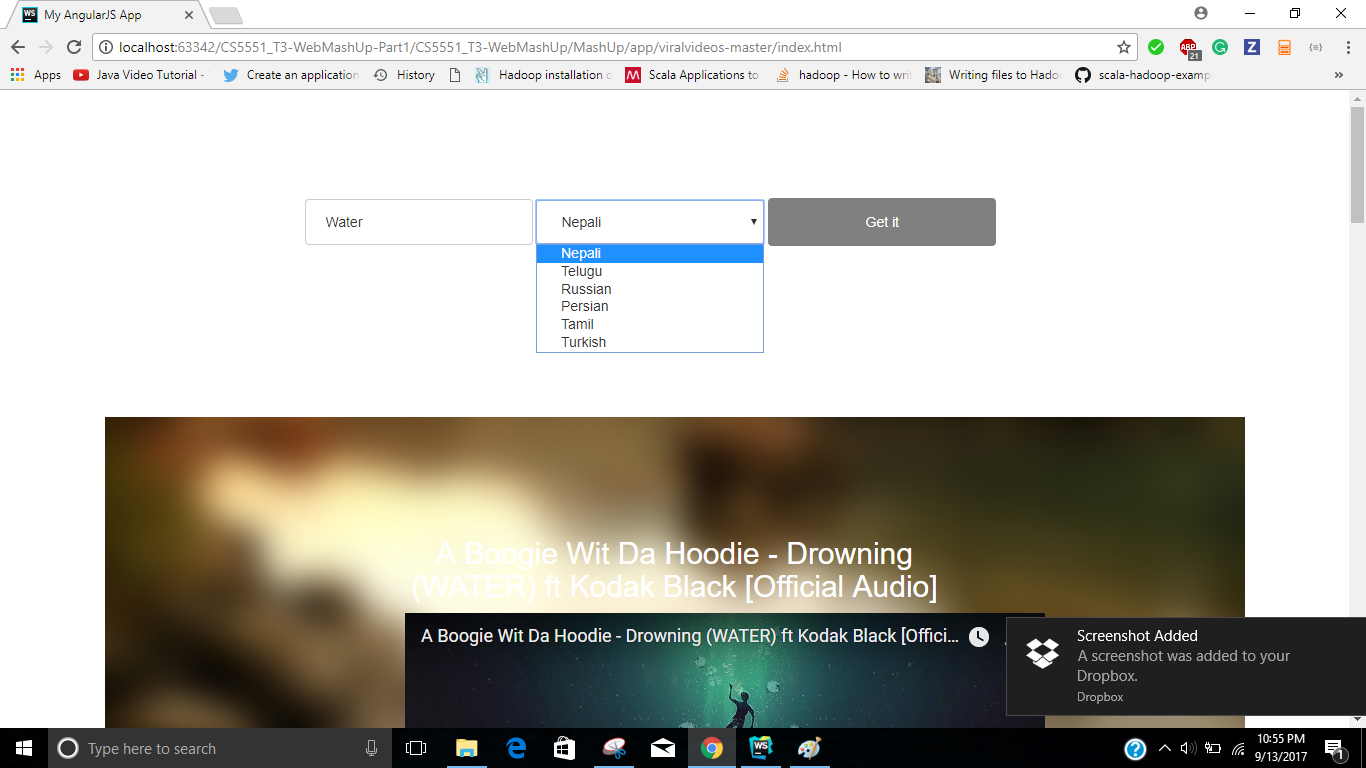 My AngularJS App
localhost:63342/CS5551_T3-WebMashUp-Part1/CS5551_T3-WebMashUp/MashUp/app/viralvideos-master/index.html
ABP
21
Z
Apps
Java Video Tutorial -
Create an application
History
Hadoop installation
Scala Applications to
hadoop - How to
Writing files to
scala-hadoop-examp
Water
Nepali
Get it
Nepali
Telugu
Russian
Persian
Tamil
Turkish
A Boogie Wit Da Hoodie - Drowning
(WATER) ft Kodak Black [Official Audio]
A Boogie Wit Da Hoodie - Drowning (WATER) ft Kodak Black [Offici...
Screenshot Added
A screenshot was added to your
Dropbox.
Dropbox
Type here to search
WS
10:55 PM
9/13/2017
1